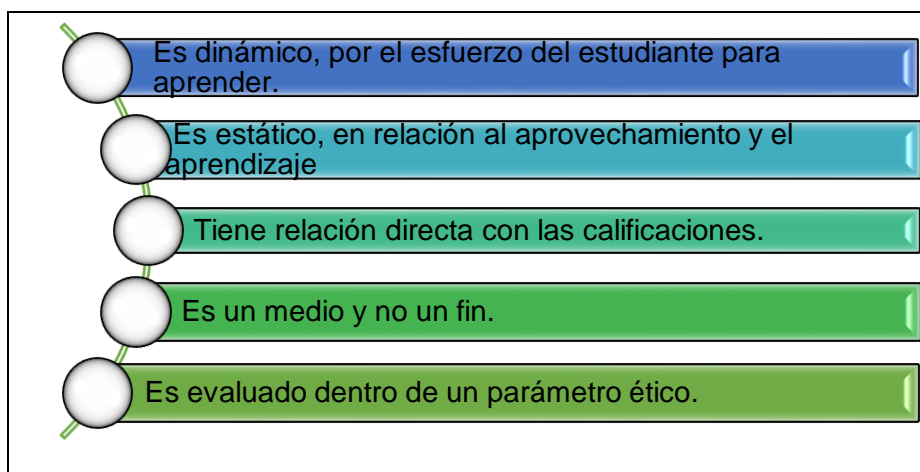 Es dinámico, por el esfuerzo del estudiante para
aprender.
Es estático, en relación al aprovechamiento y el
aprendizaje
Tiene relación directa con las calificaciones.
Es un medio y no un fin.
Es evaluado dentro de un parámetro ético.